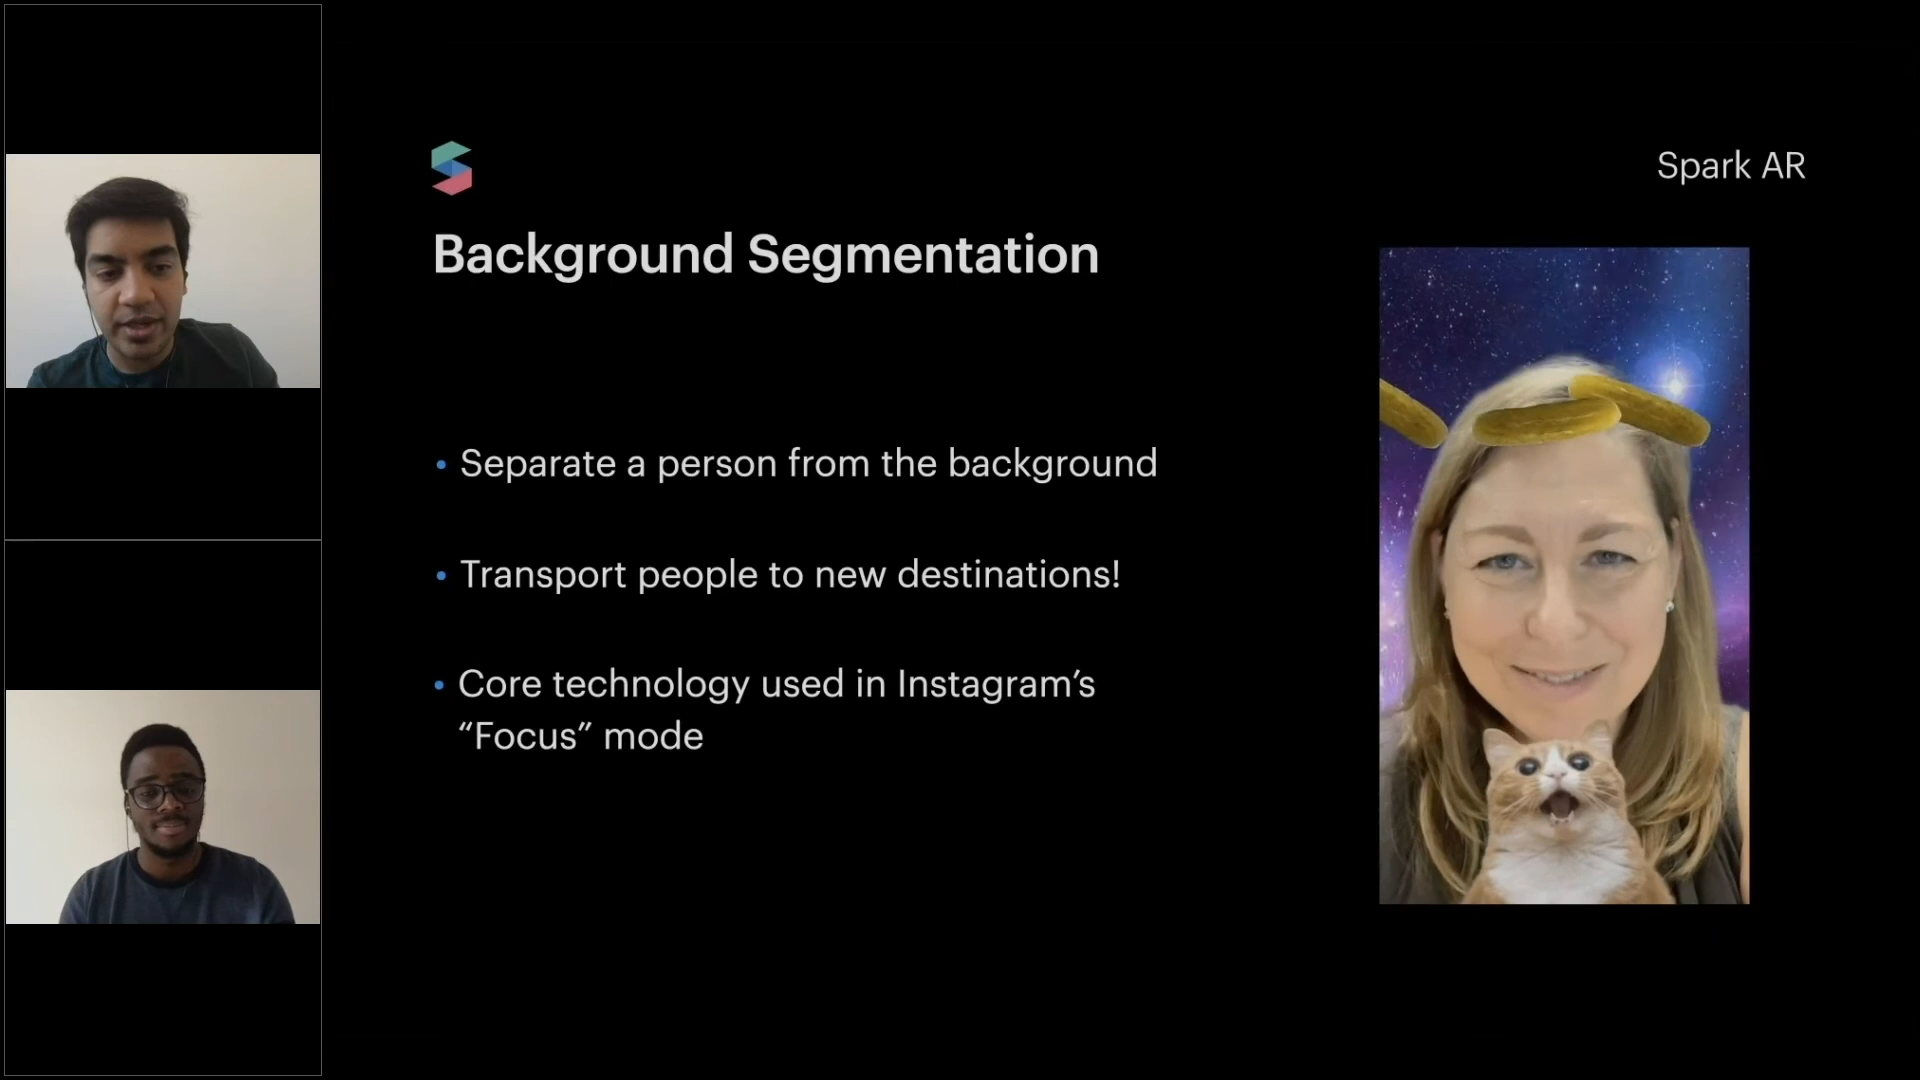 Spark AR
Background Segmentation
• Separate a person from the background
• Transport people to new destinations!
• Core technology used in Instagram’s
“Focus” mode